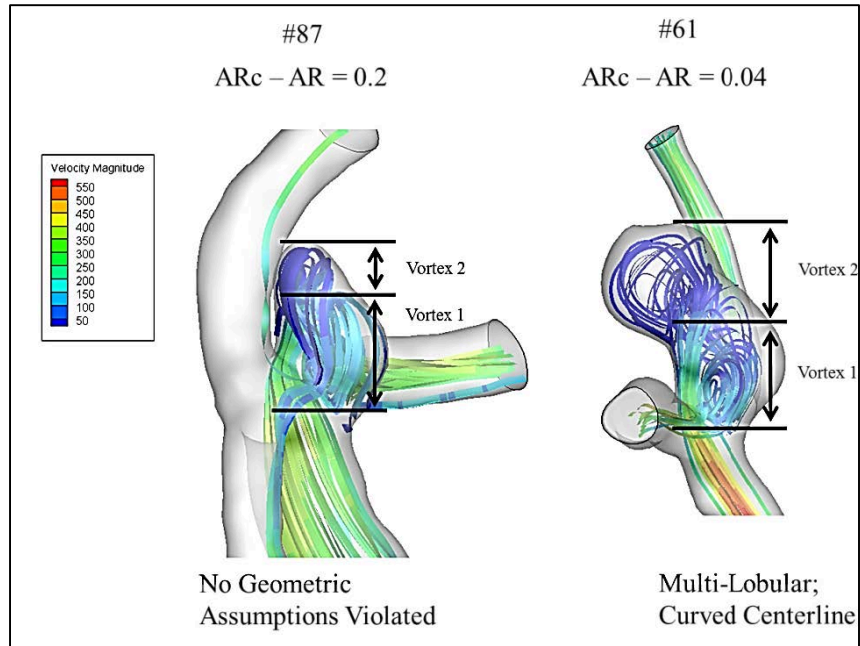 #87
ARc – AR = 0.2
#61
ARc – AR = 0.04
Velocity Magnitude
550
500
450
400
350
300
250
200
150
100
50
Vortex 2
Vortex 1
Vortex 2
Vortex 1
No Geometric
Assumptions Violated
Multi-Lobular;
Curved Centerline